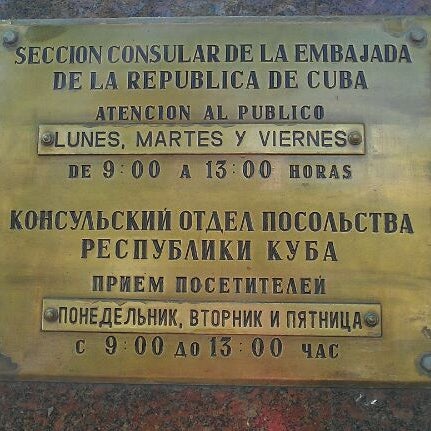 SECCION CONSULAR DE LA EMBAJADA
DE LA REPUBLICA DE CUBA
ATENCION AL PUBLICO
LUNES, MARTES Y VIERNES
DE 9:00 A 13:00 HORAS
КОНСУЛЬСКИЙ ОТДЕЛ ПОСОЛЬСТВА
РЕСПУБЛИКИ КУБА
ПРИЕМ ПОСЕТИТЕЛЕЙ
ПОНЕДЕЛЬНИК, ВТОРНИК И ПЯТНИЦА
С 9:00 ДО 13:00 ЧАС